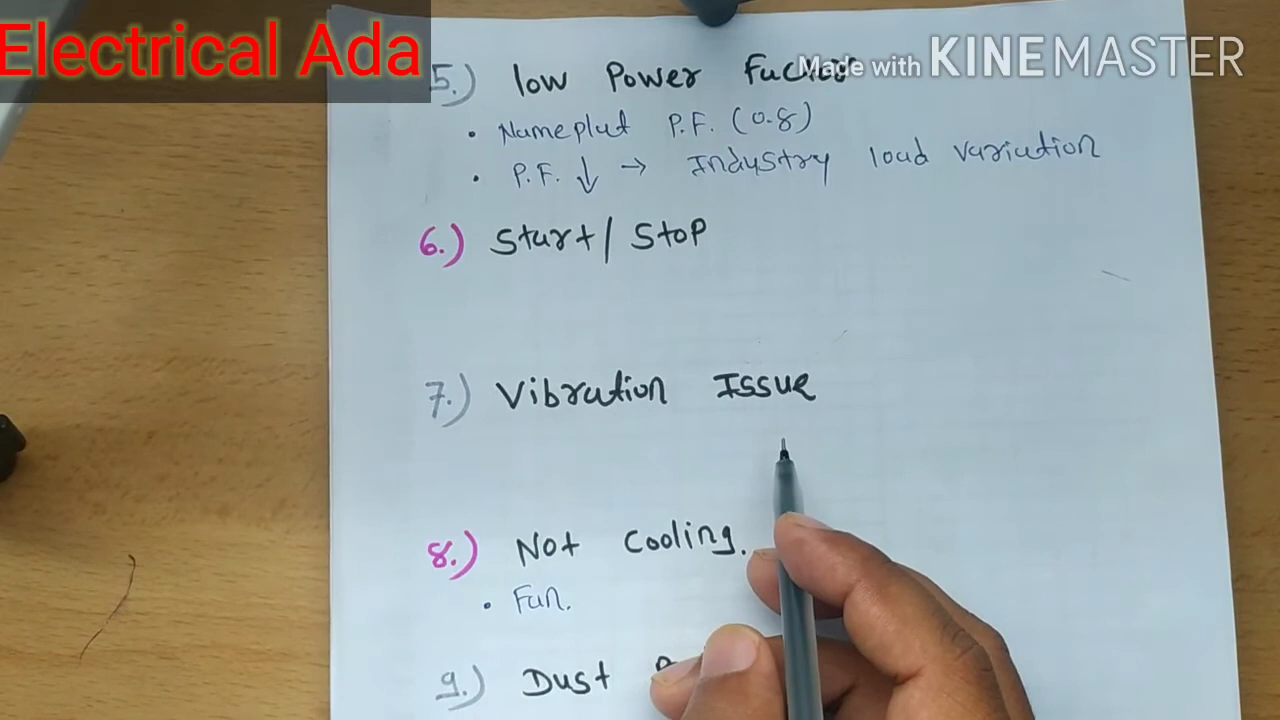 Electrical Ada
Made with KINEMASTER
5.) low Power Factor
• Nameplat P.F. (0.8)
• P.F. ↓ → Industry load variation
6.) Start/ Stop
7.) Vibration Issue
8.) Not Cooling.
• Fan.
9.) Dust